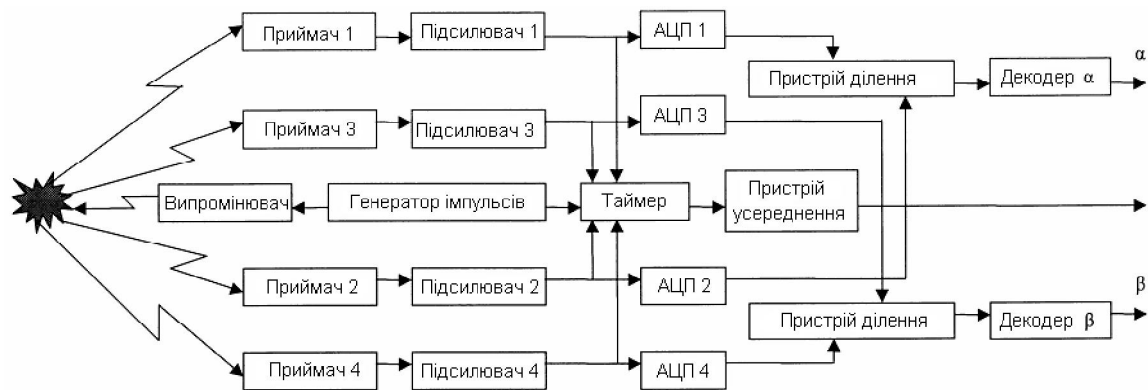 Приймач 1
Підсилювач 1
АЦП 1
Пристрій ділення
Декодер α
α
Приймач 3
Підсилювач 3
АЦП 3
Випромінювач
Генератор імпульсів
Таймер
Пристрій
усереднення
Приймач 2
Підсилювач 2
АЦП 2
Пристрій ділення
Декодер β
β
Приймач 4
Підсилювач 4
АЦП 4